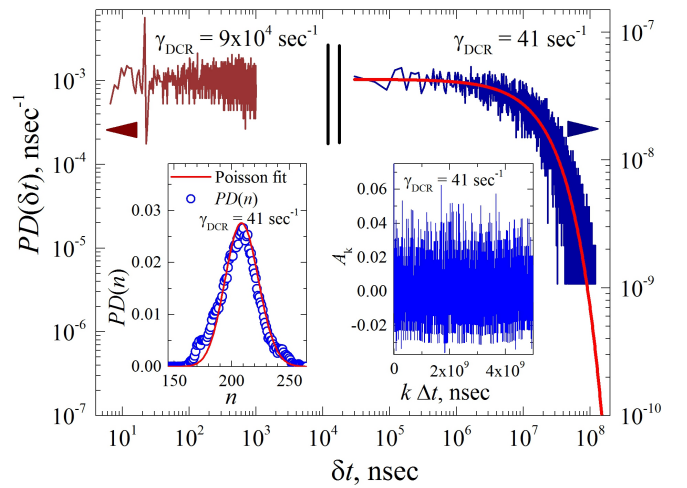 γDCR = 9x10⁴ sec⁻¹
γDCR = 41 sec⁻¹
PD(δt), nsec⁻¹
10⁻³
10⁻⁴
10⁻⁵
10⁻⁶
10⁻⁷
10⁻⁷
10⁻⁸
10⁻⁹
10⁻¹⁰
Poisson fit
PD(n)
γDCR = 41 sec⁻¹
PD(n)
0.03
0.02
0.01
0.00
150 200 250
n
γDCR = 41 sec⁻¹
Aₖ
0.06
0.04
0.02
0.00
-0.02
0 2x10⁹ 4x10⁹
k Δt, nsec
10¹ 10² 10³ 10⁴ 10⁵ 10⁶ 10⁷ 10⁸
δt, nsec